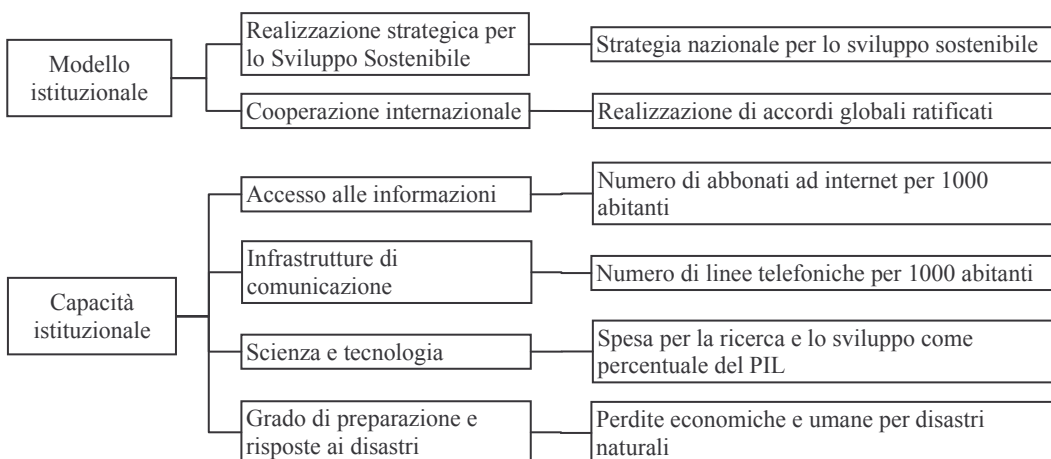 Modello
istituzionale
Realizzazione strategica per
lo Sviluppo Sostenibile
Strategia nazionale per lo sviluppo sostenibile
Cooperazione internazionale
Realizzazione di accordi globali ratificati
Capacità
istituzionale
Accesso alle informazioni
Numero di abbonati ad internet per 1000
abitanti
Infrastrutture di
comunicazione
Numero di linee telefoniche per 1000 abitanti
Scienza e tecnologia
Spesa per la ricerca e lo sviluppo come
percentuale del PIL
Grado di preparazione e
risposte ai disastri
Perdite economiche e umane per disastri
naturali